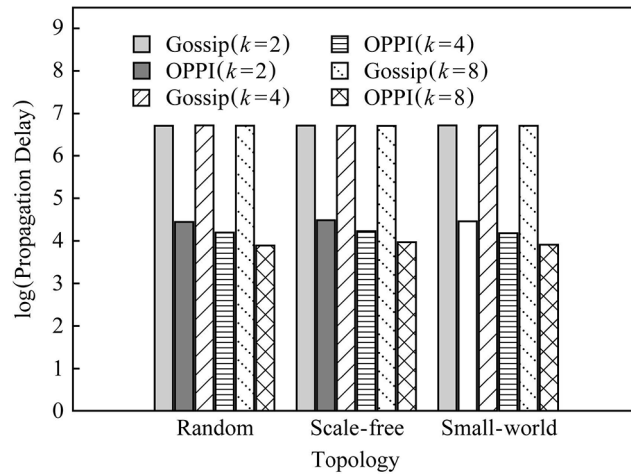 9
8
7
6
5
4
3
2
1
0
log(Propagation Delay)
Gossip(k=2)
OPPI(k=2)
Gossip(k=4)
OPPI(k=4)
Gossip(k=8)
OPPI(k=8)
Random
Scale-free
Small-world
Topology